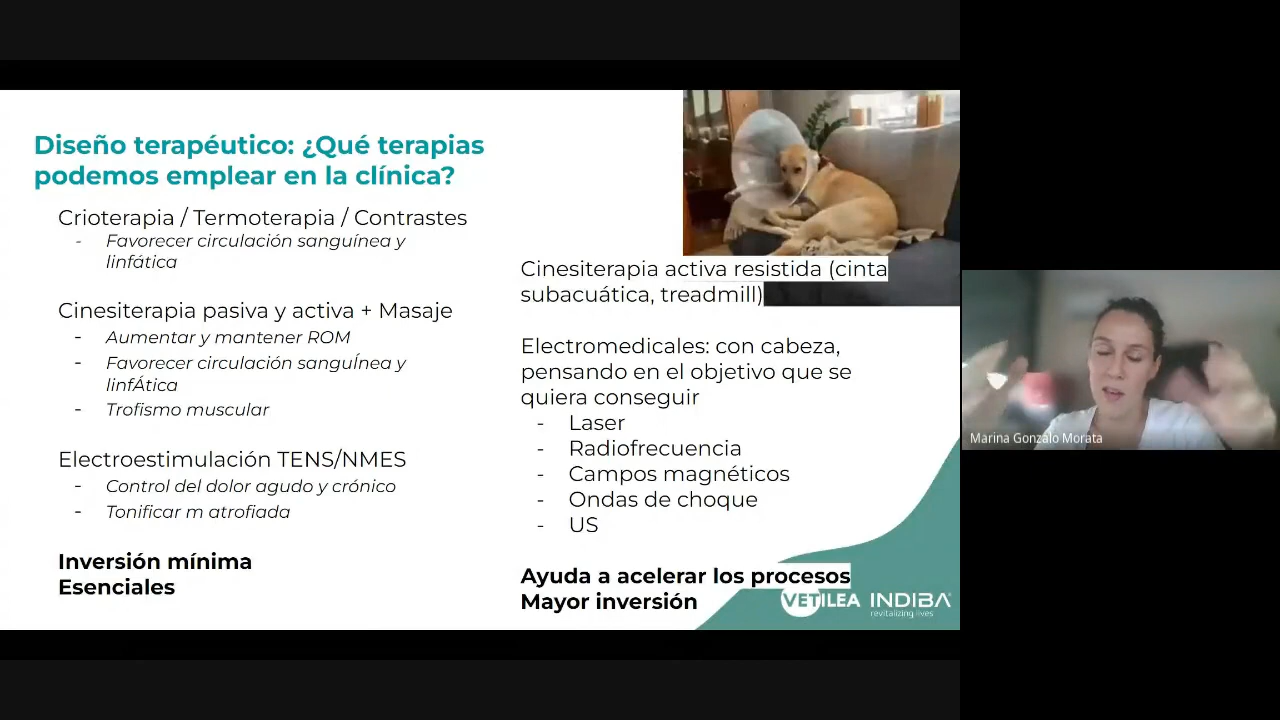 Diseño terapéutico: ¿Qué terapias
podemos emplear en la clínica?
Crioterapia / Termoterapia / Contrastes
- Favorecer circulación sanguínea y
linfática
Cinesiterapia pasiva y activa + Masaje
- Aumentar y mantener ROM
- Favorecer circulación sanguÍnea y
linfÁtica
- Trofismo muscular
Electroestimulación TENS/NMES
- Control del dolor agudo y crónico
- Tonificar m atrofiada
Inversión mínima
Esenciales
Cinesiterapia activa resistida (cinta
subacuática, treadmill)
Electromedicales: con cabeza,
pensando en el objetivo que se
quiera conseguir
- Laser
- Radiofrecuencia
- Campos magnéticos
- Ondas de choque
- US
Ayuda a acelerar los procesos
Mayor inversión
VETILEA INDIBA
revitalizing lives
Marina Gonzalo Morata